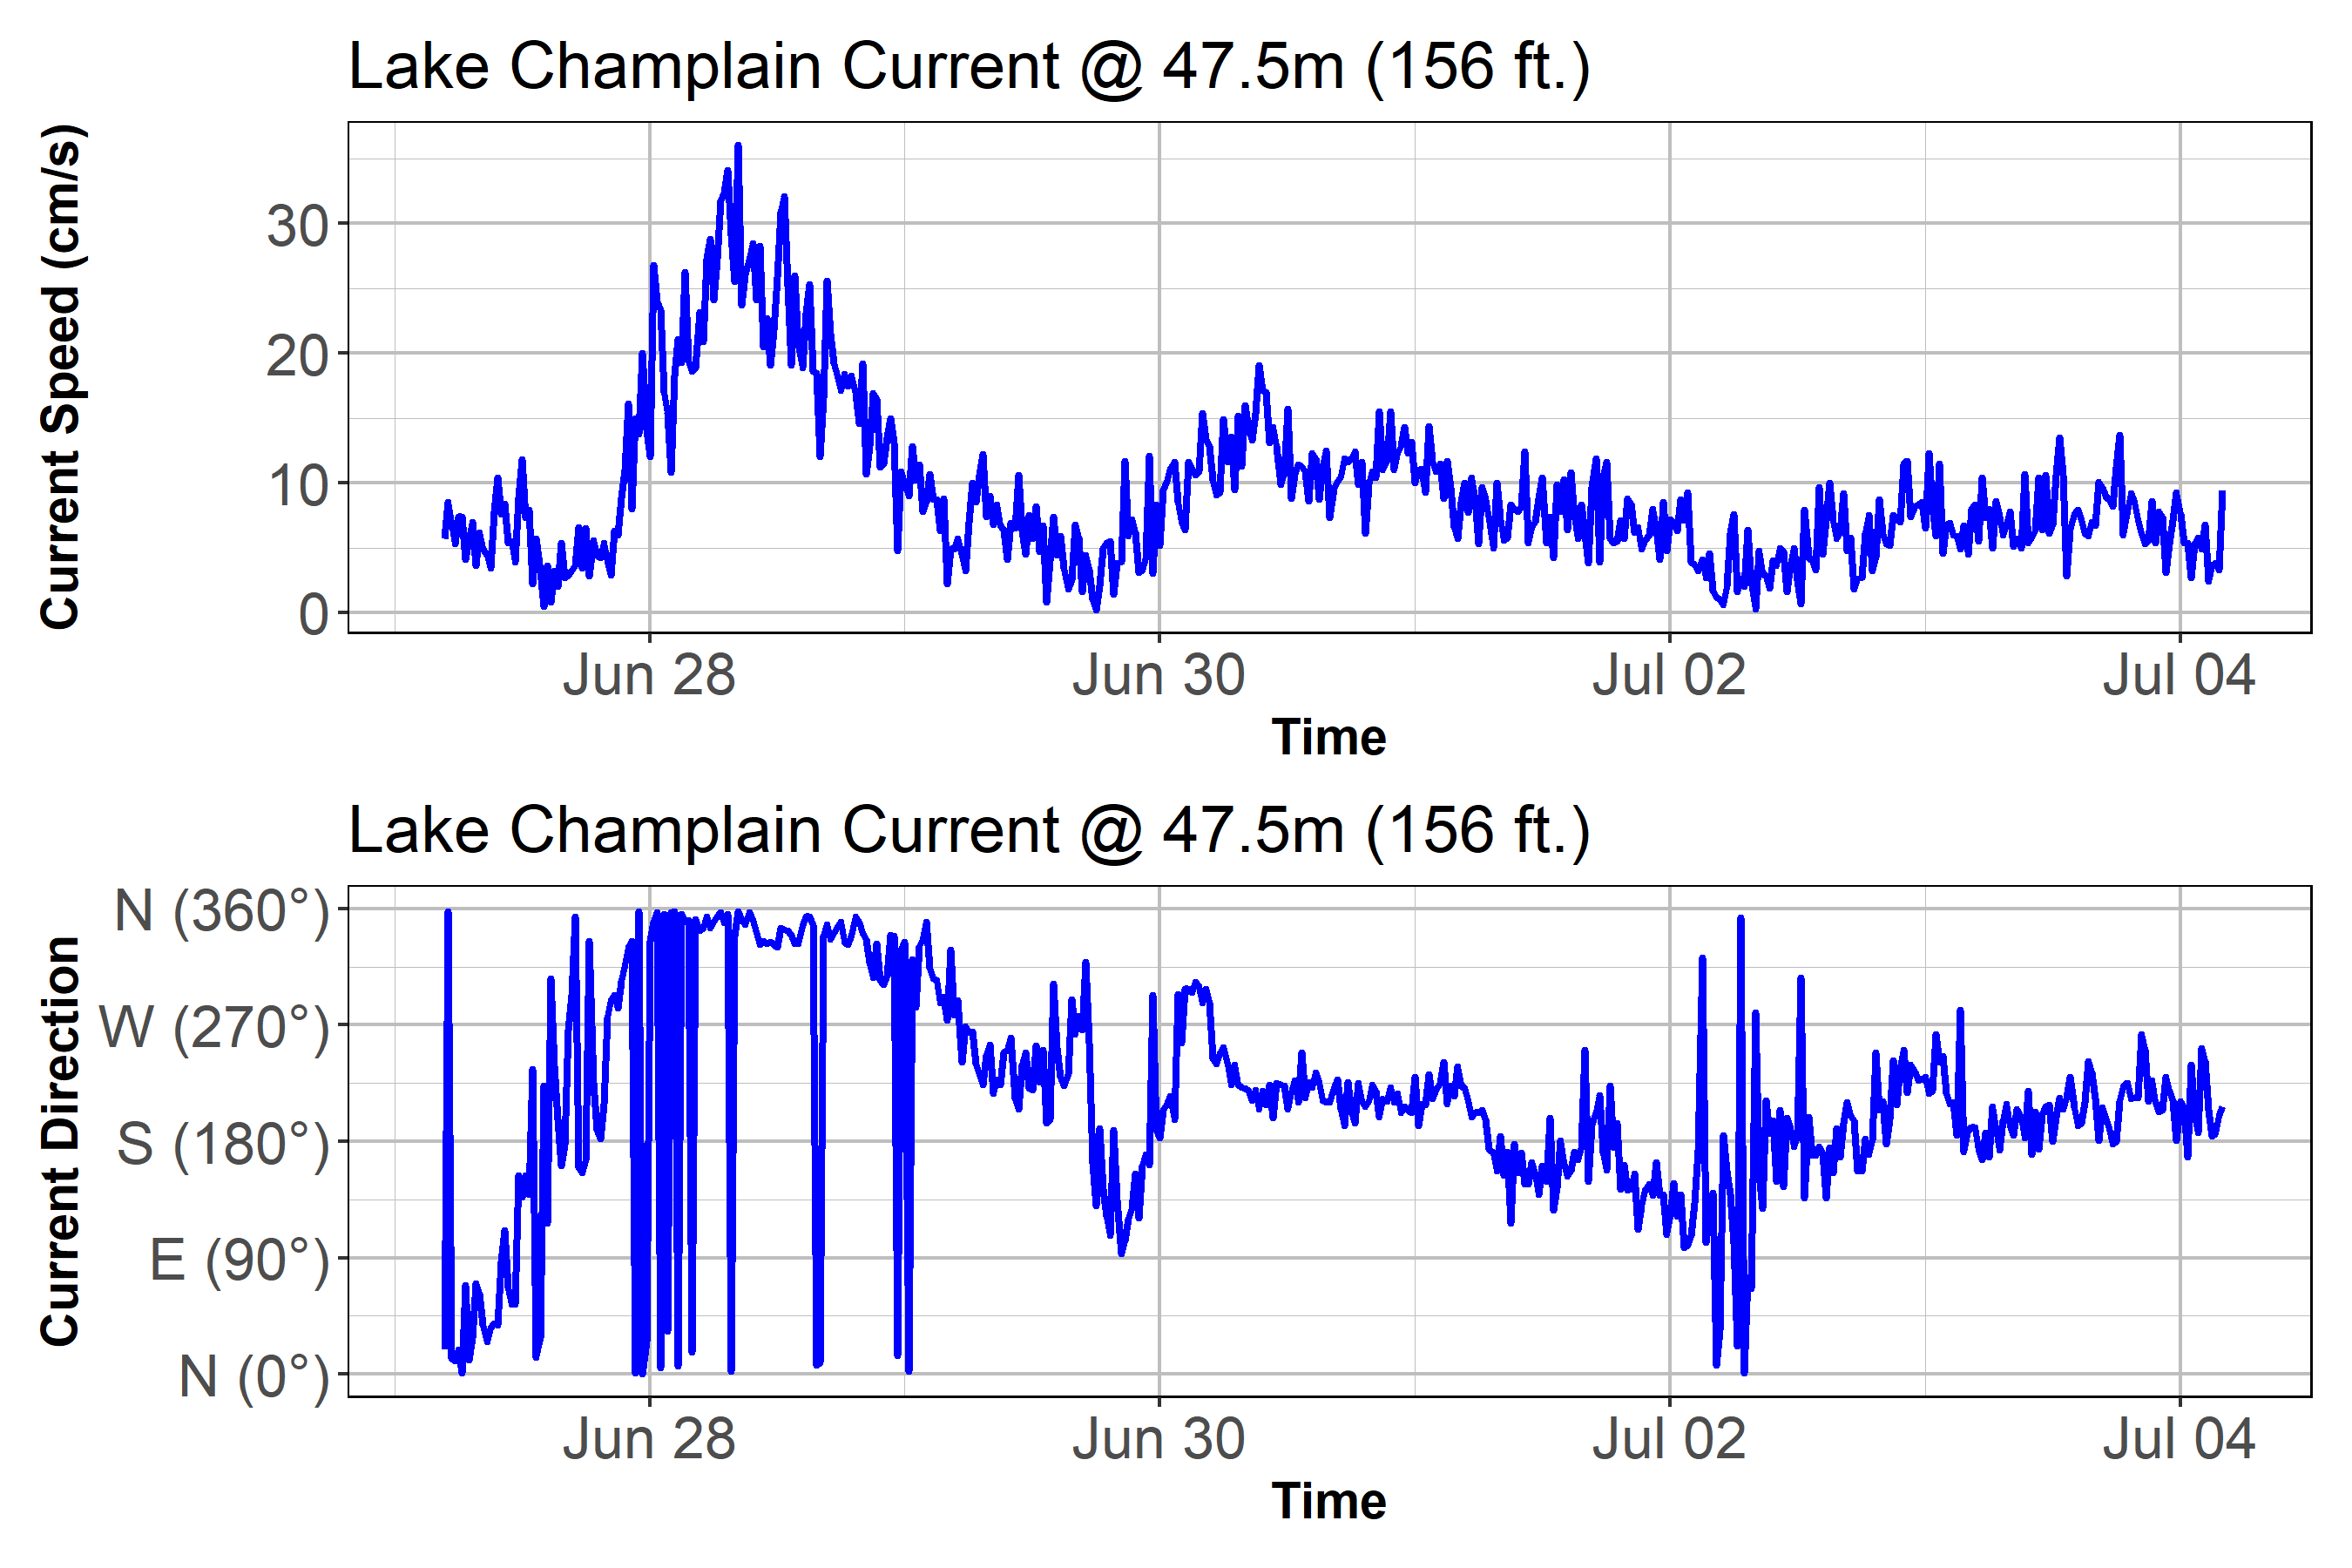 Lake Champlain Current @ 47.5m (156 ft.)
Current Speed (cm/s)
30
20
10
0
Jun 28 Jun 30 Jul 02 Jul 04
Time
Lake Champlain Current @ 47.5m (156 ft.)
Current Direction
N (360°)
W (270°)
S (180°)
E (90°)
N (0°)
Jun 28 Jun 30 Jul 02 Jul 04
Time